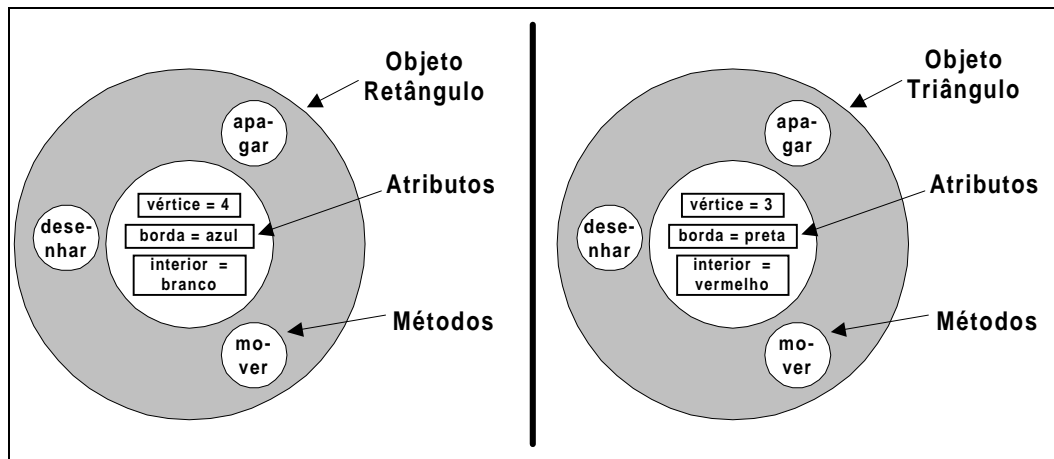 Objeto
Retângulo
apa-
gar
Atributos
vértice = 4
dese-
nhar
borda = azul
interior =
branco
Métodos
mo-
ver
Objeto
Triângulo
apa-
gar
Atributos
vértice = 3
dese-
nhar
borda = preta
interior =
vermelho
Métodos
mo-
ver